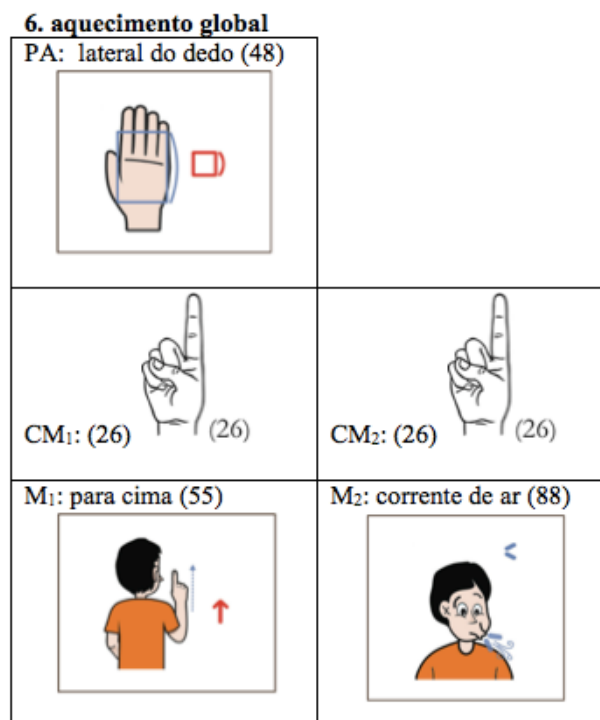 6. aquecimento global
PA: lateral do dedo (48)
CM1: (26) (26)
CM2: (26) (26)
M1: para cima (55)
M2: corrente de ar (88)